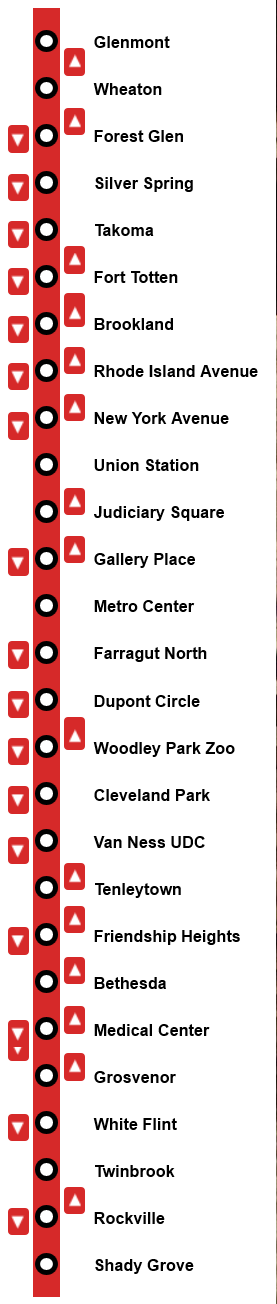 Glenmont
Wheaton
Forest Glen
Silver Spring
Takoma
Fort Totten
Brookland
Rhode Island Avenue
New York Avenue
Union Station
Judiciary Square
Gallery Place
Metro Center
Farragut North
Dupont Circle
Woodley Park Zoo
Cleveland Park
Van Ness UDC
Tenleytown
Friendship Heights
Bethesda
Medical Center
Grosvenor
White Flint
Twinbrook
Rockville
Shady Grove